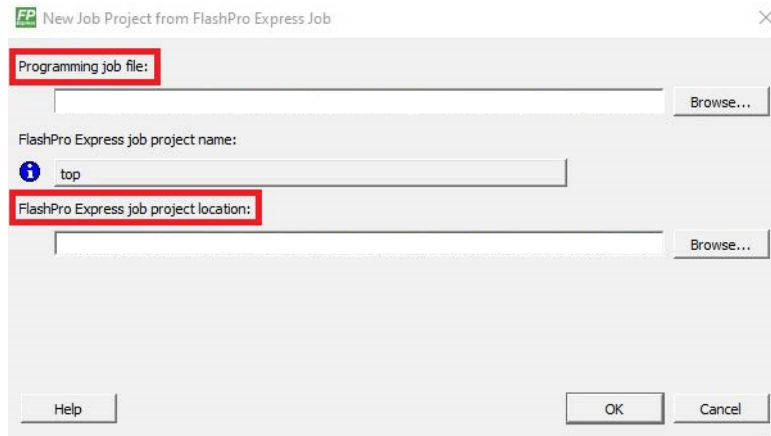 FP New Job Project from FlashPro Express Job
Programming job file:
Browse...
FlashPro Express job project name:
top
FlashPro Express job project location:
Browse...
Help OK Cancel